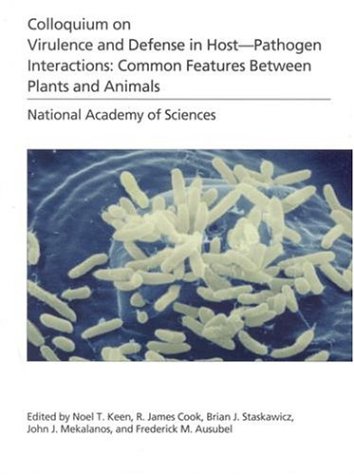 Colloquium on
Virulence and Defense in Host—Pathogen
Interactions: Common Features Between
Plants and Animals
National Academy of Sciences
Edited by Noel T. Keen, R. James Cook, Brian J. Staskawicz,
John J. Mekalanos, and Frederick M. Ausubel